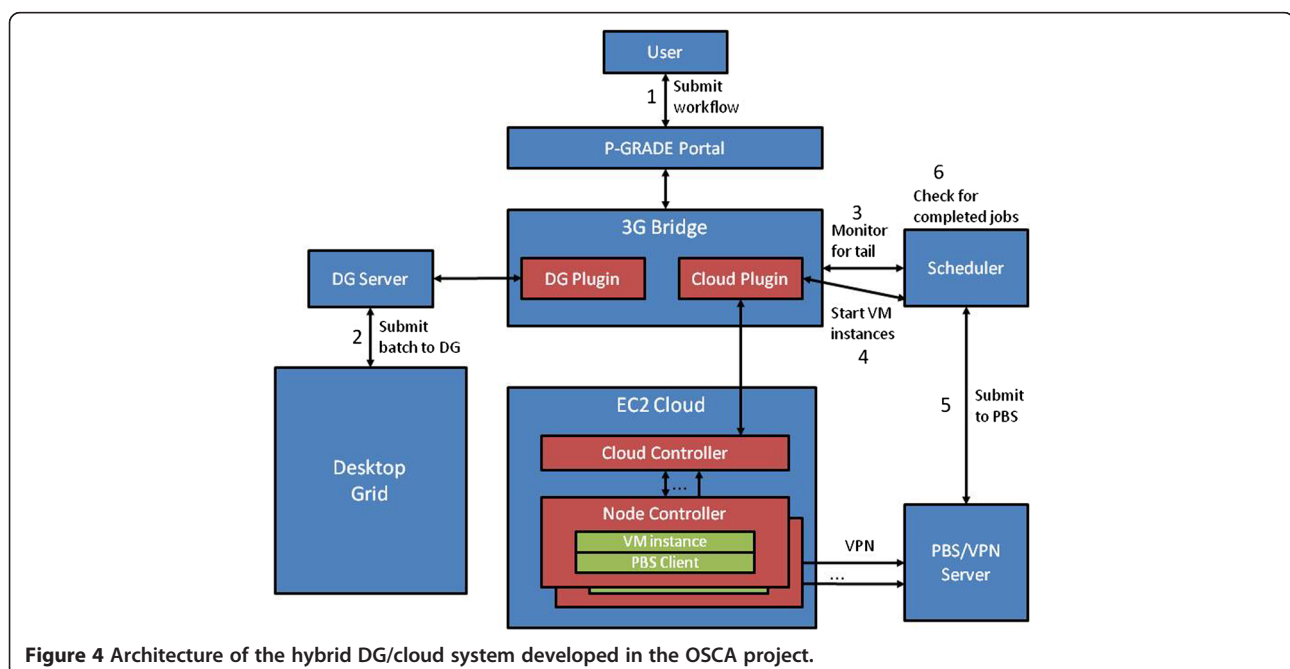 User
1
Submit
workflow
P-GRADE Portal
6
Check for
completed jobs
3G Bridge
3
Monitor
for tail
DG Server
DG Plugin
Cloud Plugin
Scheduler
2
Submit
batch to DG
Start VM
instances
4
EC2 Cloud
5
Submit
to PBS
Cloud Controller
...
Desktop
Grid
Node Controller
VM instance
PBS Client
VPN
...
PBS/VPN
Server
Figure 4 Architecture of the hybrid DG/cloud system developed in the OSCA project.